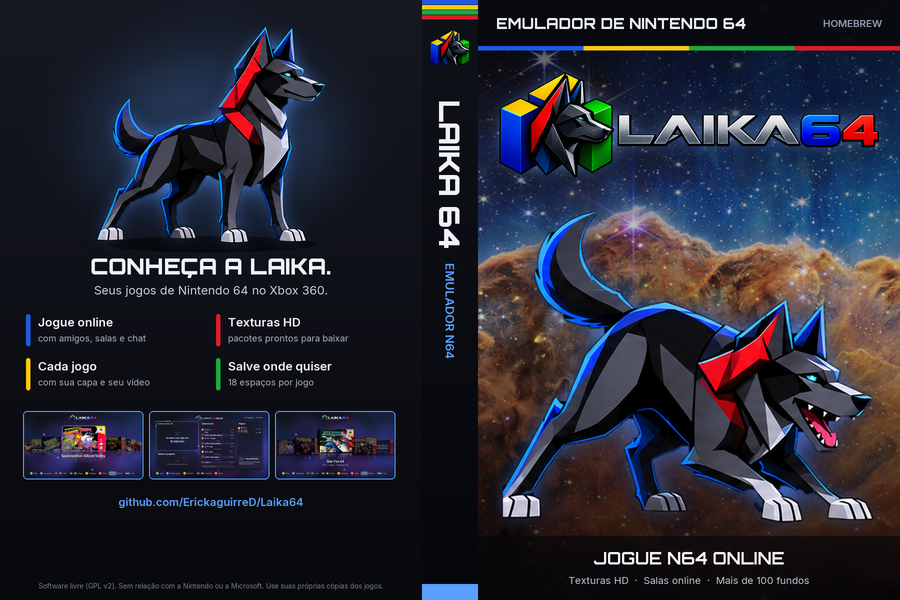 CONHEÇA A LAIKA.
Seus jogos de Nintendo 64 no Xbox 360.
Jogue online
com amigos, salas e chat
Texturas HD
pacotes prontos para baixar
Cada jogo
com sua capa e seu vídeo
Salve onde quiser
18 espaços por jogo
github.com/ErickaguirreD/Laika64
Software livre (GPL v2). Sem relação com a Nintendo ou a Microsoft. Use suas próprias cópias dos jogos.
LAIKA 64
EMULADOR N64
EMULADOR DE NINTENDO 64
HOMEBREW
LAIKA64
JOGUE N64 ONLINE
Texturas HD · Salas online · Mais de 100 fundos